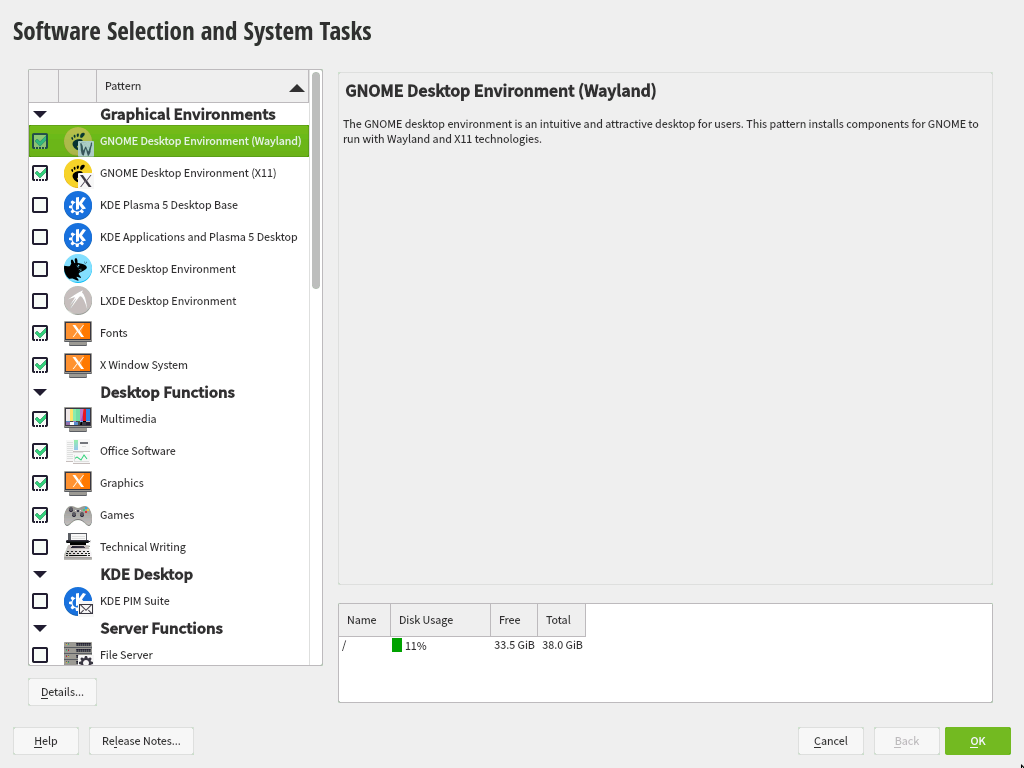 Software Selection and System Tasks
Pattern
Graphical Environments
GNOME Desktop Environment (Wayland)
GNOME Desktop Environment (X11)
KDE Plasma 5 Desktop Base
KDE Applications and Plasma 5 Desktop
XFCE Desktop Environment
LXDE Desktop Environment
Fonts
X Window System
Desktop Functions
Multimedia
Office Software
Graphics
Games
Technical Writing
KDE Desktop
KDE PIM Suite
Server Functions
File Server
Details...
GNOME Desktop Environment (Wayland)
The GNOME desktop environment is an intuitive and attractive desktop for users. This pattern installs components for GNOME to
run with Wayland and X11 technologies.
Name Disk Usage Free Total
/ 11% 33.5 GiB 38.0 GiB
Help Release Notes... Cancel Back OK